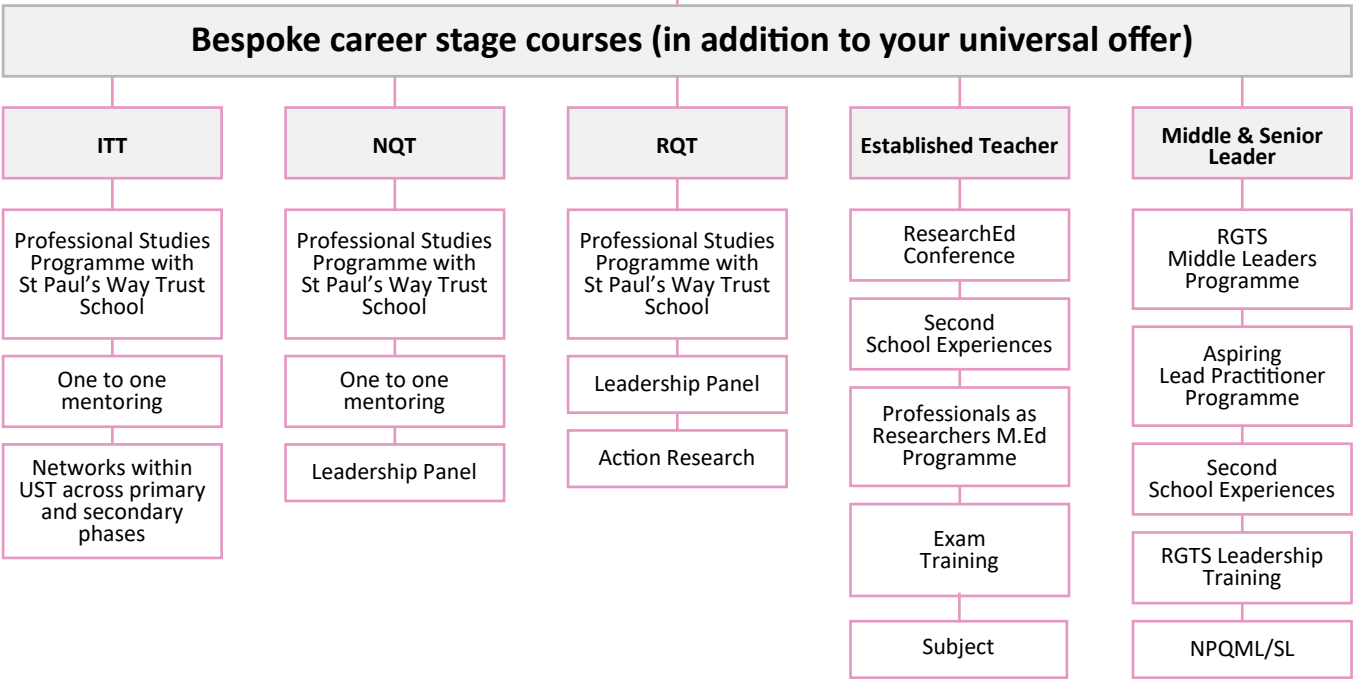 Bespoke career stage courses (in addition to your universal offer)
ITT
Professional Studies
Programme with
St Paul’s Way Trust
School
One to one
mentoring
Networks within
UST across primary
and secondary
phases
NQT
Professional Studies
Programme with
St Paul’s Way Trust
School
One to one
mentoring
Leadership Panel
RQT
Professional Studies
Programme with
St Paul’s Way Trust
School
Leadership Panel
Action Research
Established Teacher
ResearchEd
Conference
Second
School Experiences
Professionals as
Researchers M.Ed
Programme
Exam
Training
Subject
Middle & Senior
Leader
RGTS
Middle Leaders
Programme
Aspiring
Lead Practitioner
Programme
Second
School Experiences
RGTS Leadership
Training
NPQML/SL